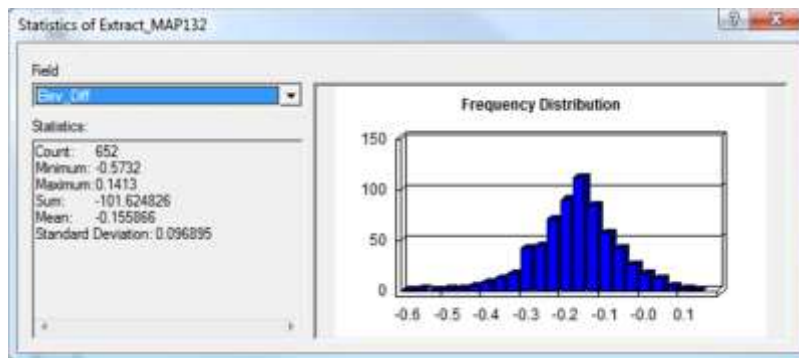 Statistics of Extract_MAP132
Field
Elev_Diff
Statistics:
Count: 652
Minimum: -0.5732
Maximum: 0.1413
Sum: -101.624826
Mean: -0.155866
Standard Deviation: 0.096895
Frequency Distribution
150
100
50
0
-0.6 -0.5 -0.4 -0.3 -0.2 -0.1 -0.0 0.1